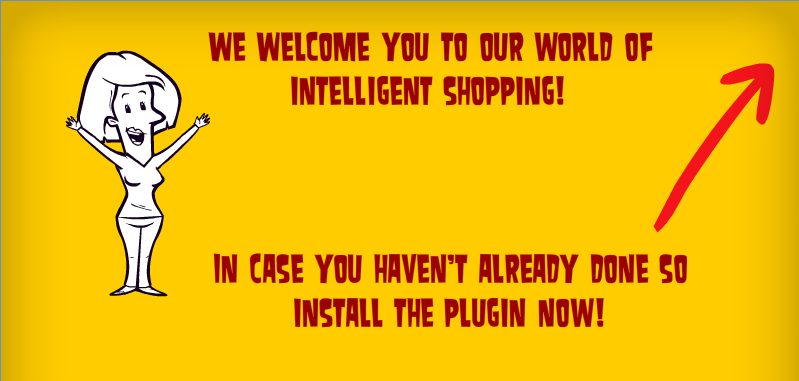 We welcome you to our world of
intelligent shopping!
In case you haven't already done so
install the plugin now!